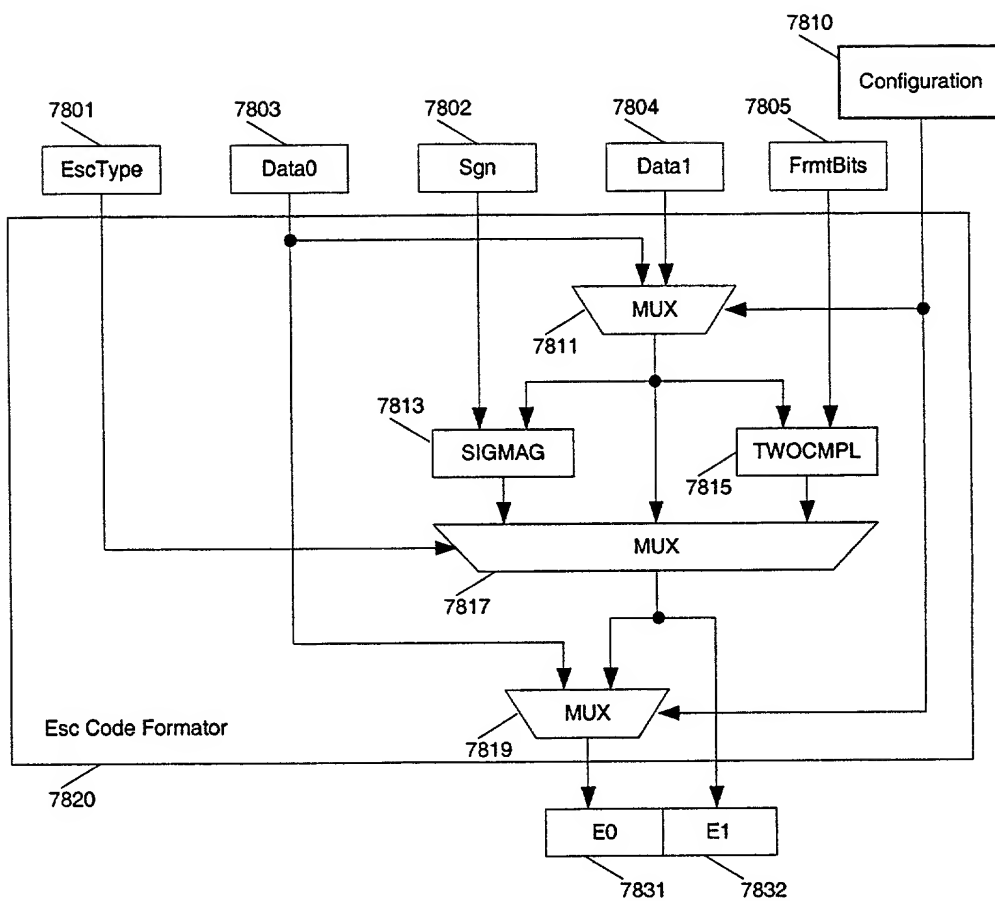 7810
Configuration
7801
7803
7802
7804
7805
EscType
Data0
Sgn
Data1
FrmtBits
MUX
7811
7813
SIGMAG
TWOCMPL
7815
MUX
7817
MUX
7819
Esc Code Formator
7820
E0
E1
7831
7832